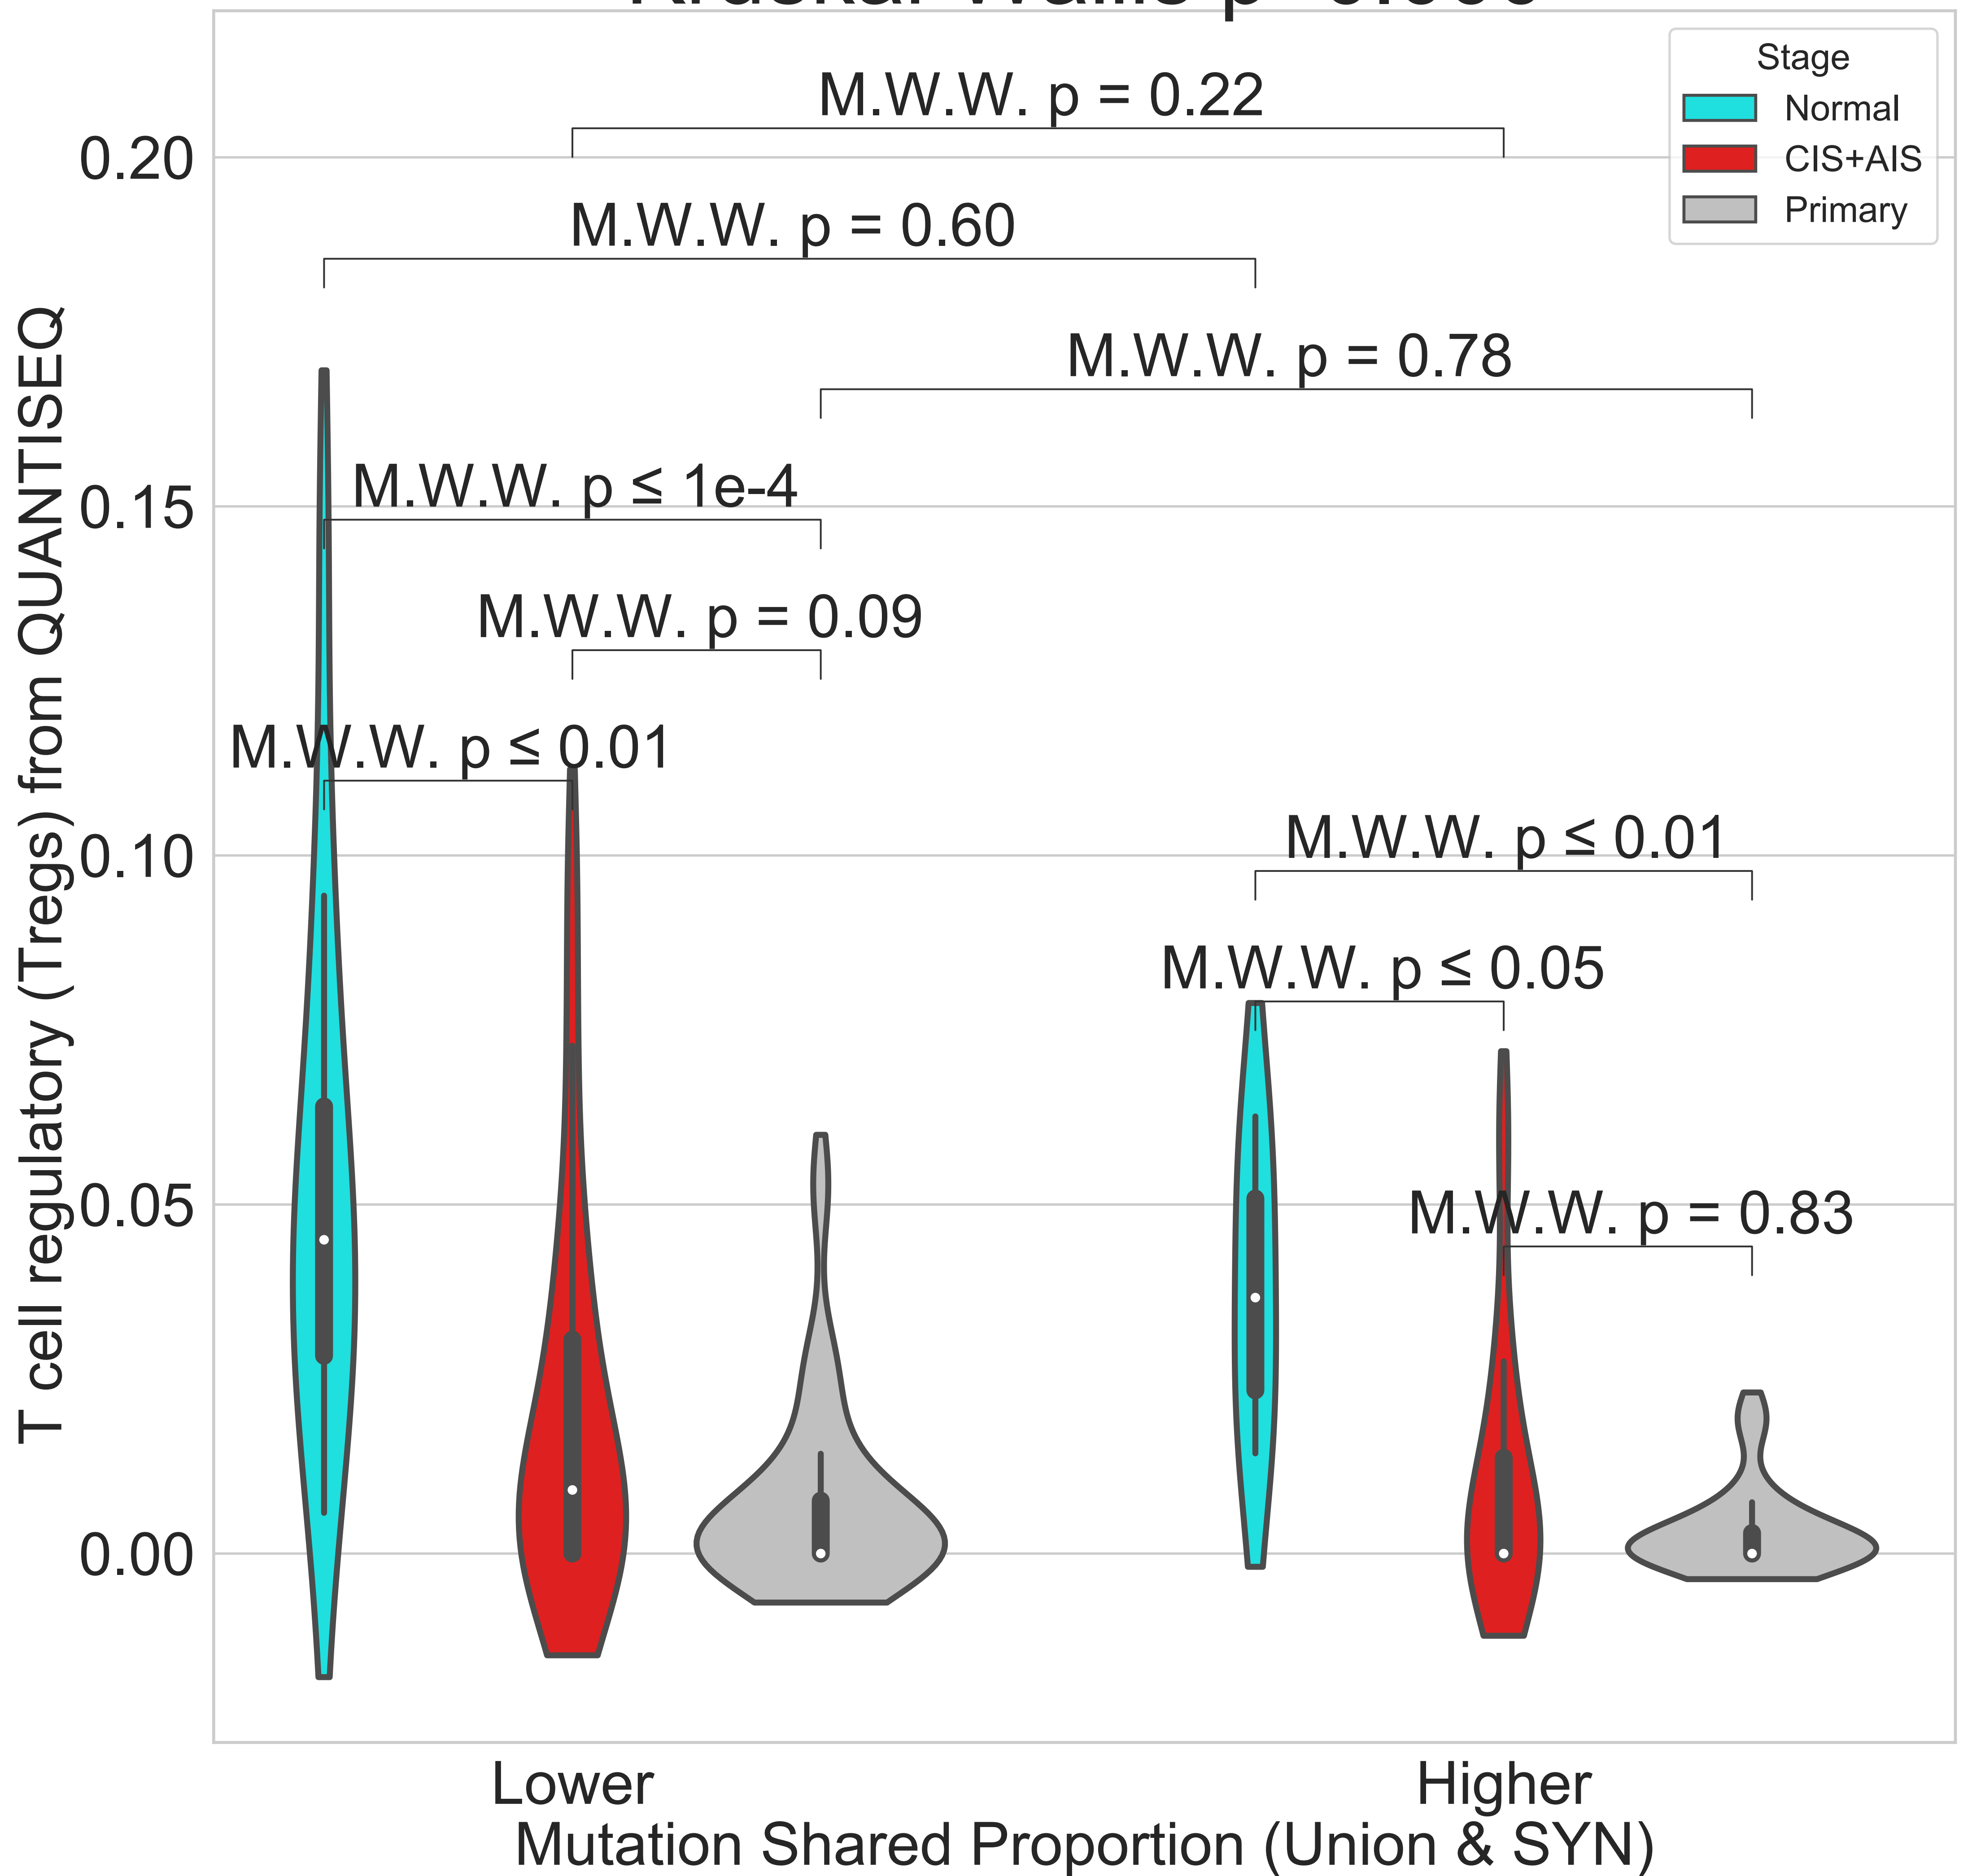 Stage
Normal
CIS+AIS
Primary
M.W.W. p = 0.22
M.W.W. p = 0.60
M.W.W. p = 0.78
M.W.W. p ≤ 1e-4
M.W.W. p = 0.09
M.W.W. p ≤ 0.01
M.W.W. p ≤ 0.01
M.W.W. p ≤ 0.05
M.W.W. p = 0.83
0.20
0.15
0.10
0.05
0.00
T cell regulatory (Tregs) from QUANTISEQ
Lower
Higher
Mutation Shared Proportion (Union & SYN)